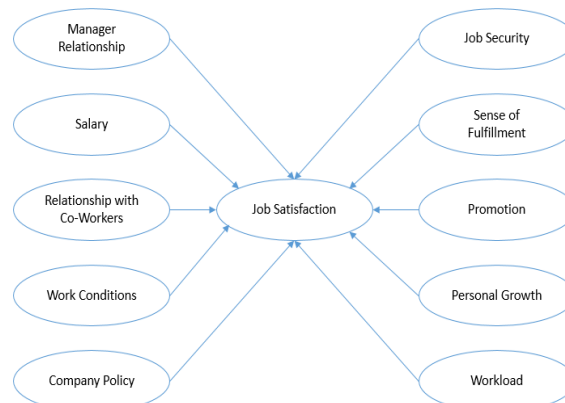 Manager
Relationship
Job Security
Salary
Sense of
Fulfillment
Relationship with
Co-Workers
Job Satisfaction
Promotion
Work Conditions
Personal Growth
Company Policy
Workload